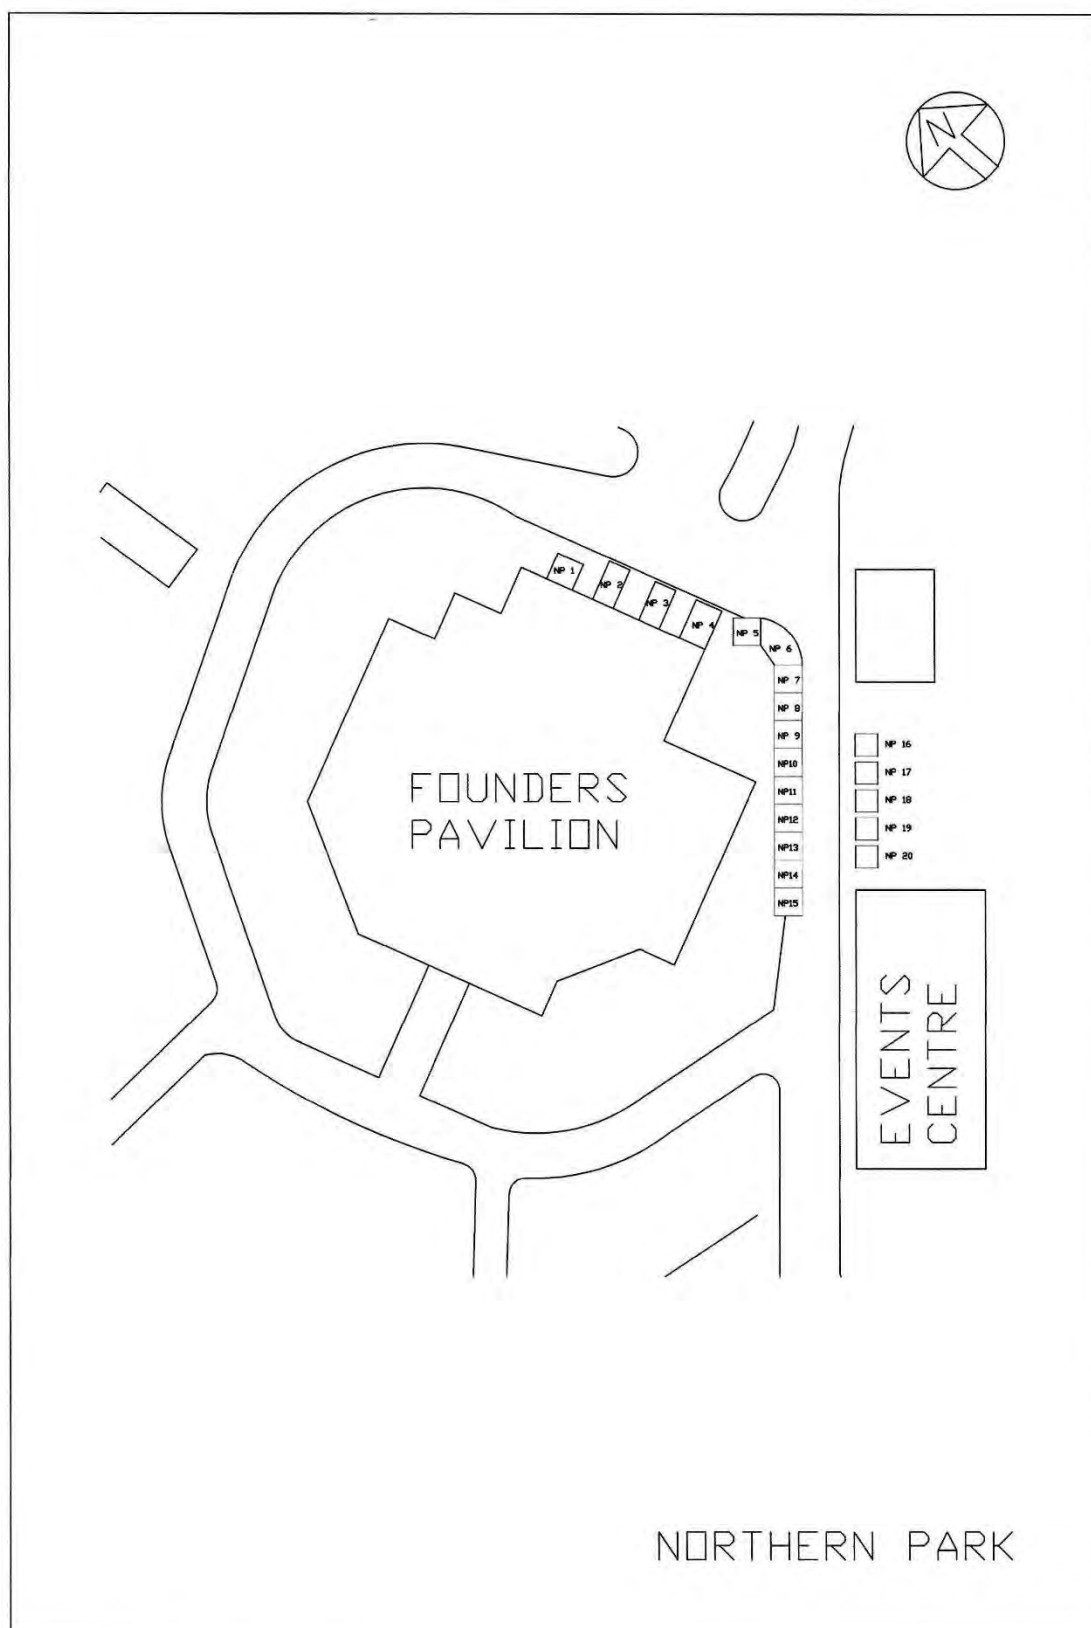 N
NP 1
NP 2
NP 3
NP 4
NP 5
NP 6
NP 7
NP 8
NP 9
NP10
NP11
NP12
NP13
NP14
NP15
NP 16
NP 17
NP 18
NP 19
NP 20
FOUNDERS
PAVILION
EVENTS
CENTRE
NORTHERN PARK